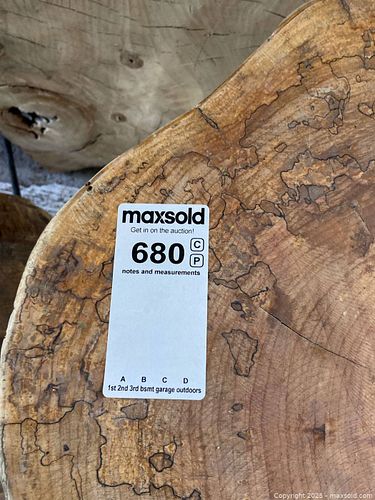 maxsold
Get in on the auction!
680 C
P
notes and measurements
A B C D
1st 2nd 3rd bsmt garage outdoors
Copyright 2025 - maxsold.com